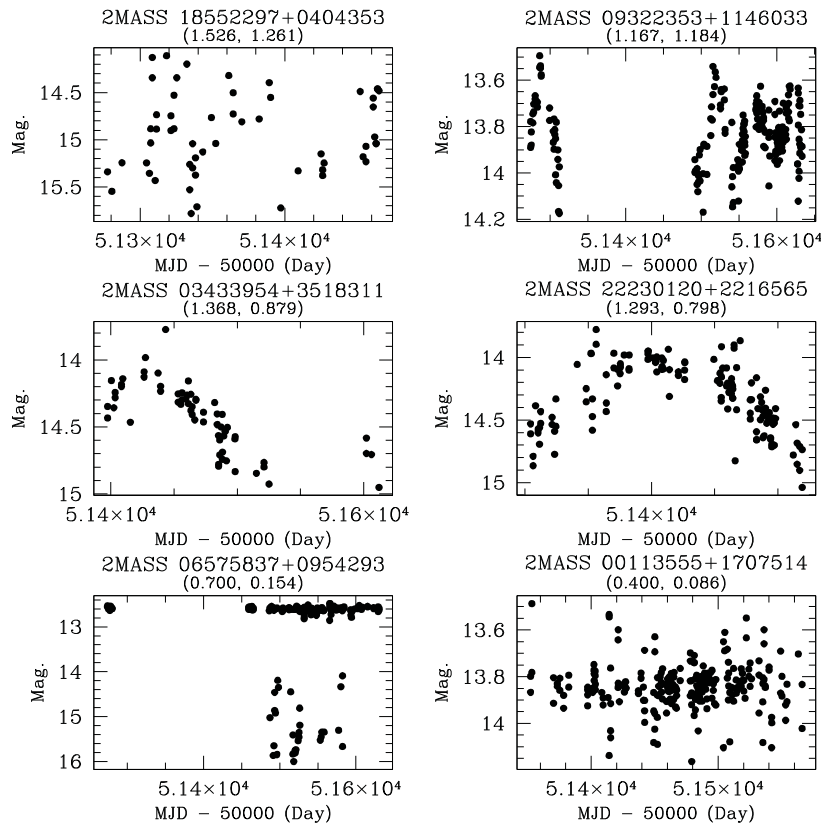 2MASS 18552297+0404353
(1.526, 1.261)
14.5
15
15.5
Mag.
5.13×10⁴ 5.14×10⁴
MJD − 50000 (Day)
2MASS 09322353+1146033
(1.167, 1.184)
13.6
13.8
14
14.2
Mag.
5.14×10⁴ 5.16×10⁴
MJD − 50000 (Day)
2MASS 03433954+3518311
(1.368, 0.879)
14
14.5
15
Mag.
5.14×10⁴ 5.16×10⁴
MJD − 50000 (Day)
2MASS 22230120+2216565
(1.293, 0.798)
14
14.5
15
Mag.
5.14×10⁴
MJD − 50000 (Day)
2MASS 06575837+0954293
(0.700, 0.154)
13
14
15
16
Mag.
5.14×10⁴ 5.16×10⁴
MJD − 50000 (Day)
2MASS 00113555+1707514
(0.400, 0.086)
13.6
13.8
14
Mag.
5.14×10⁴ 5.15×10⁴
MJD − 50000 (Day)